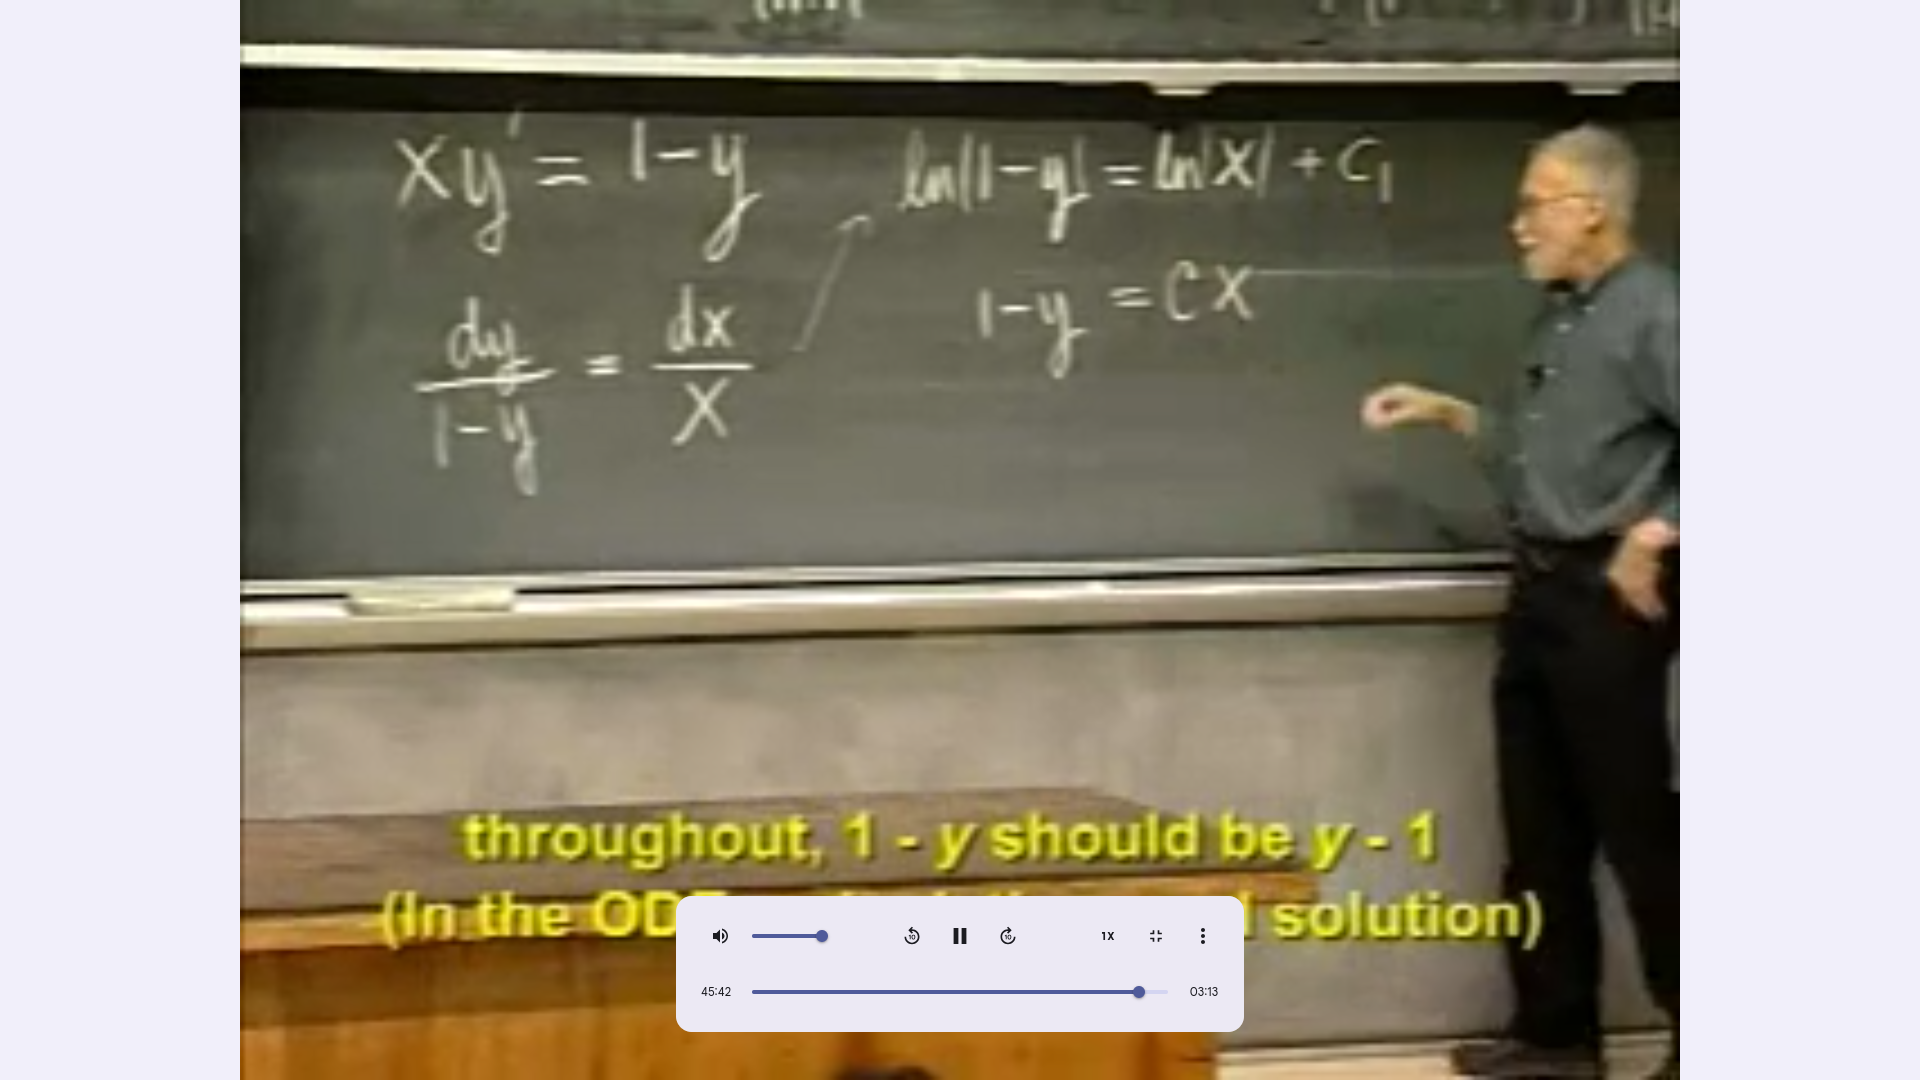 xy' = 1-y
dy/1-y = dx/x
ln|1-y| = ln|x| + C₁
1-y = Cx
throughout, 1 - y should be y - 1
(In the solution)
1X
45:42
03:13